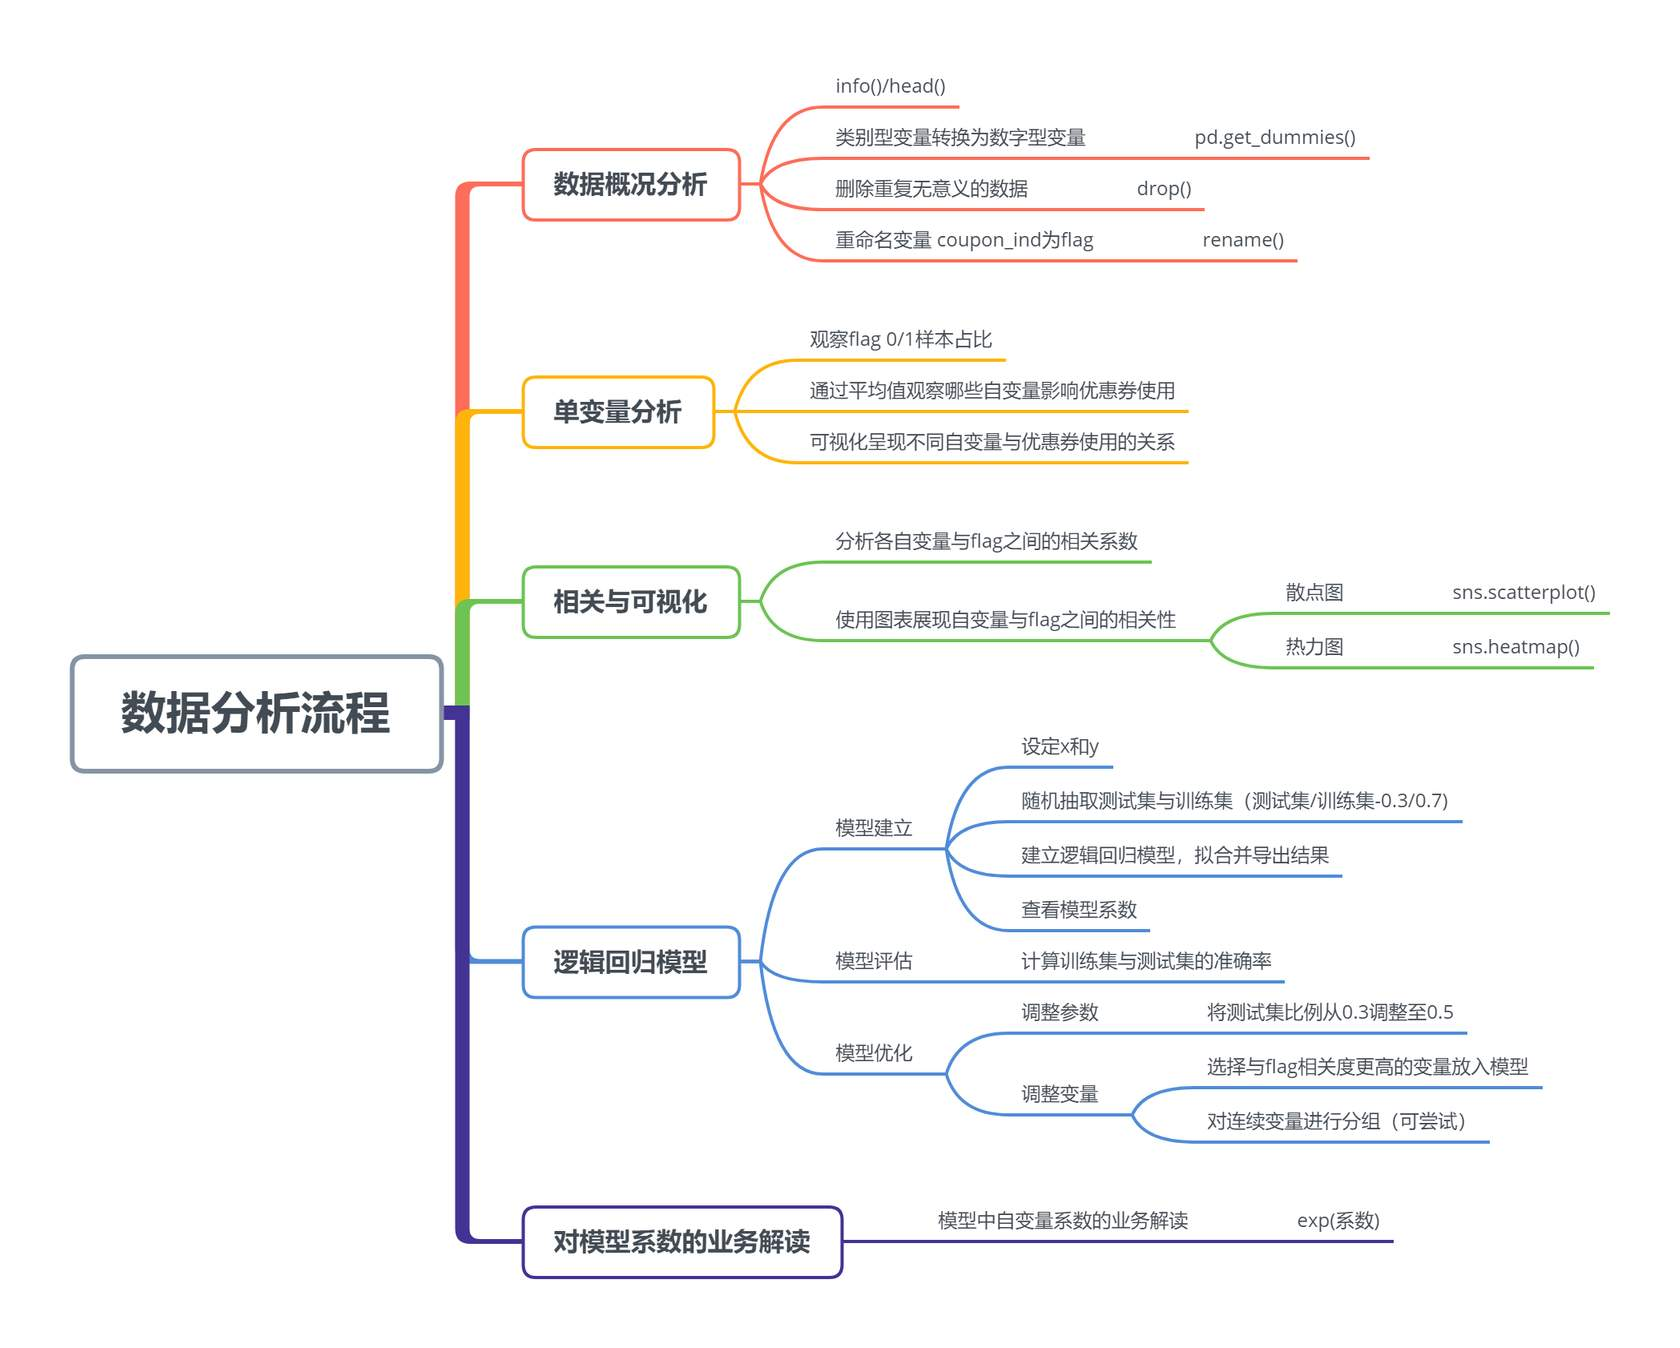 数据分析流程
数据概况分析
info()/head()
类别型变量转换为数字型变量
pd.get_dummies()
删除重复无意义的数据
drop()
重命名变量 coupon_ind为flag
rename()
单变量分析
观察flag 0/1样本占比
通过平均值观察哪些自变量影响优惠券使用
可视化呈现不同自变量与优惠券使用的关系
相关与可视化
分析各自变量与flag之间的相关系数
使用图表展现自变量与flag之间的相关性
散点图
sns.scatterplot()
热力图
sns.heatmap()
逻辑回归模型
模型建立
设定x和y
随机抽取测试集与训练集（测试集/训练集-0.3/0.7)
建立逻辑回归模型，拟合并导出结果
查看模型系数
模型评估
计算训练集与测试集的准确率
模型优化
调整参数
将测试集比例从0.3调整至0.5
调整变量
选择与flag相关度更高的变量放入模型
对连续变量进行分组（可尝试）
对模型系数的业务解读
模型中自变量系数的业务解读
exp(系数)